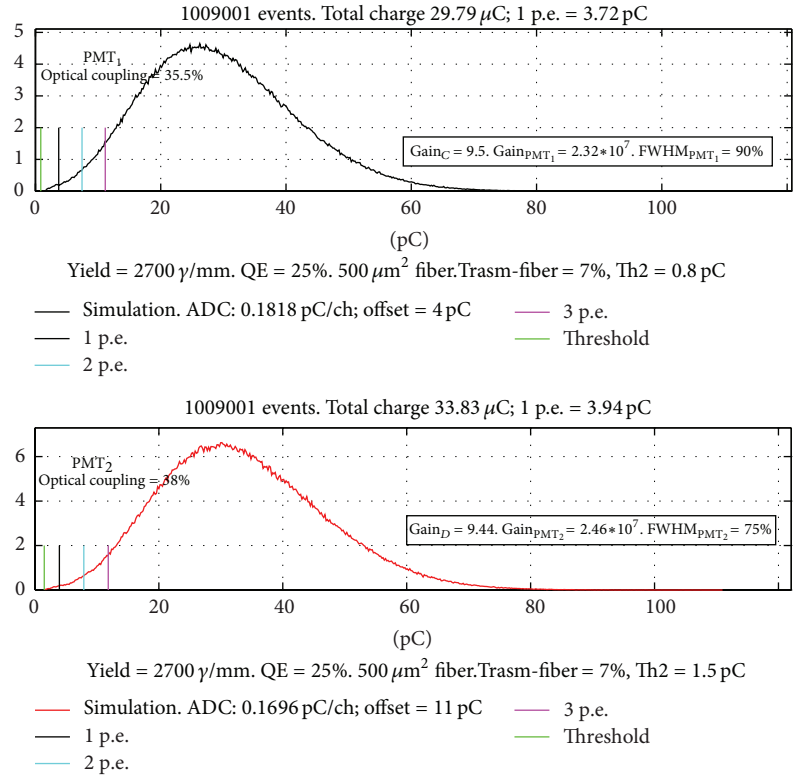 1009001 events. Total charge 29.79 μC; 1 p.e. = 3.72 pC
5
4
3
2
1
0
PMT1
Optical coupling = 35.5%
GainC = 9.5. GainPMT1 = 2.32∗10^7. FWHMPMT1 = 90%
0 20 40 60 80 100
(pC)
Yield = 2700 γ/mm. QE = 25%. 500 μm² fiber.Trasm-fiber = 7%, Th2 = 0.8 pC
Simulation. ADC: 0.1818 pC/ch; offset = 4 pC
1 p.e.
2 p.e.
3 p.e.
Threshold
1009001 events. Total charge 33.83 μC; 1 p.e. = 3.94 pC
6
4
2
0
PMT2
Optical coupling = 38%
GainD = 9.44. GainPMT2 = 2.46∗10^7. FWHMPMT2 = 75%
0 20 40 60 80 100
(pC)
Yield = 2700 γ/mm. QE = 25%. 500 μm² fiber.Trasm-fiber = 7%, Th2 = 1.5 pC
Simulation. ADC: 0.1696 pC/ch; offset = 11 pC
1 p.e.
2 p.e.
3 p.e.
Threshold